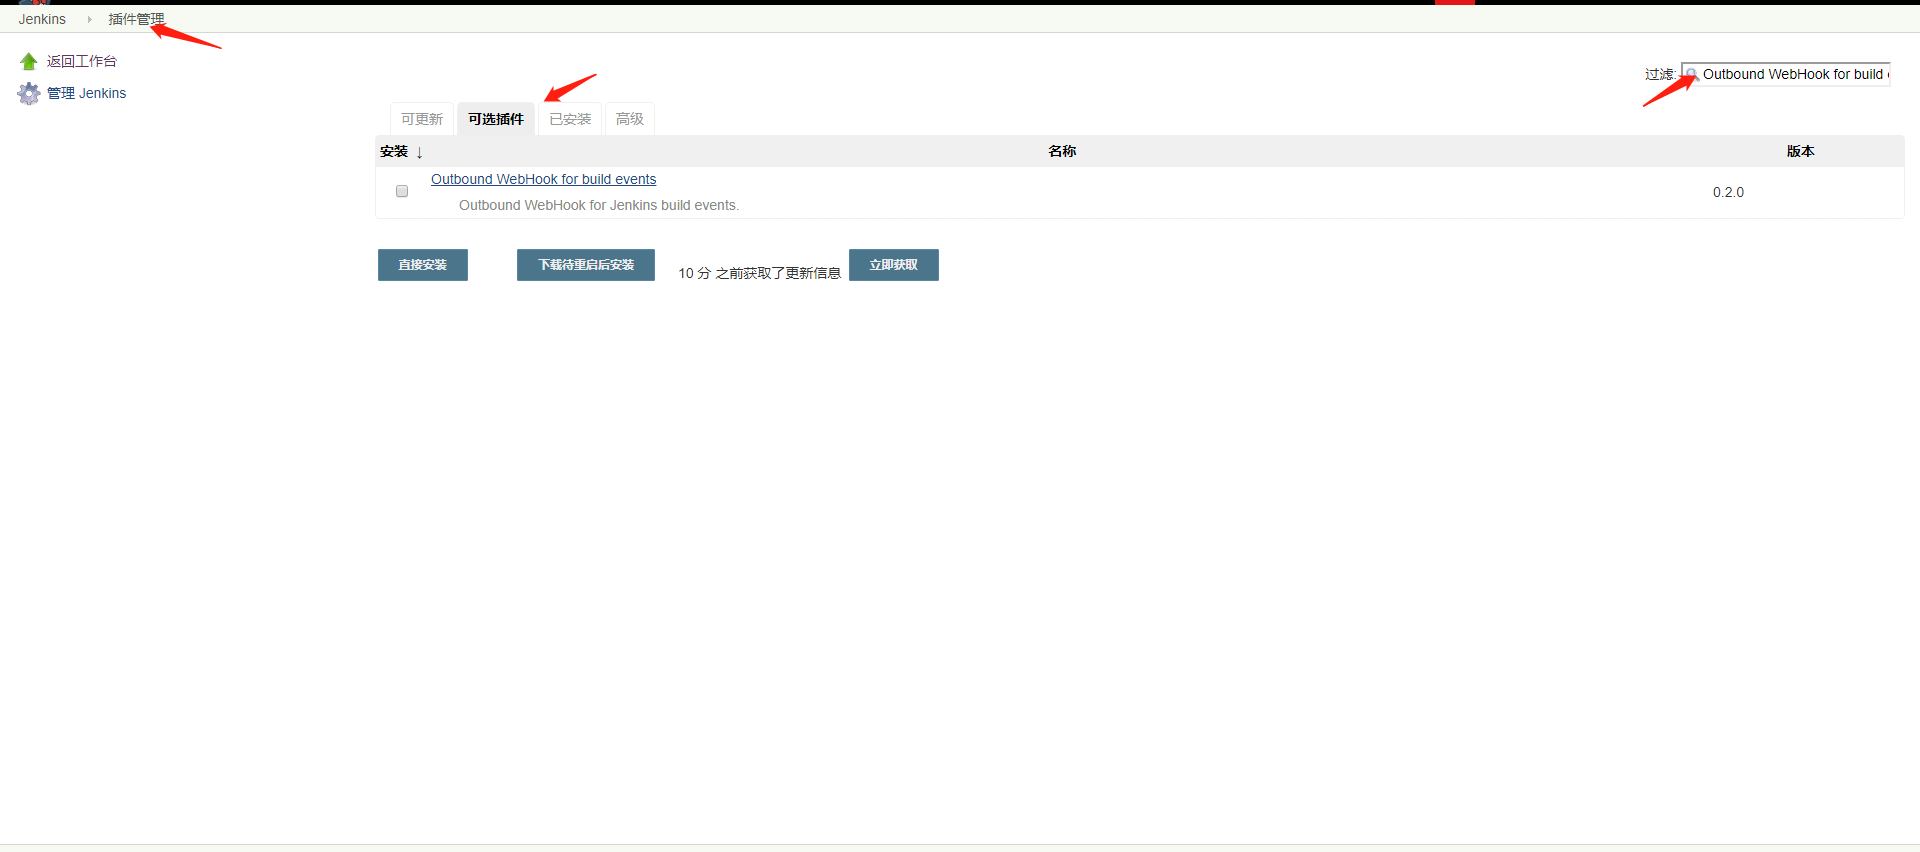 Jenkins 插件管理
返回工作台
管理 Jenkins
过滤: Outbound WebHook for build
可更新 可选插件 已安装 高级
安装 ↓ 名称 版本
Outbound WebHook for build events 0.2.0
Outbound WebHook for Jenkins build events.
直接安装 下载待重启后安装 10 分 之前获取了更新信息 立即获取